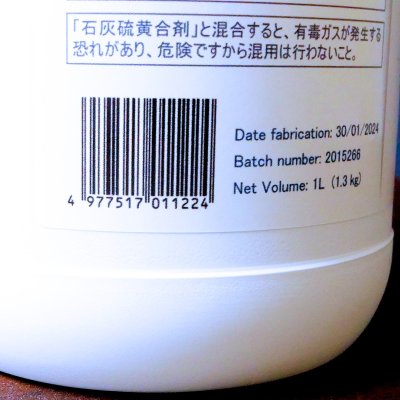 「石灰硫黄合剤」と混合すると、有毒ガスが発生する
恐れがあり、危険ですから混用は行わないこと。
Date fabrication: 30/01/2024
Batch number: 2015266
Net Volume: 1L (1.3 kg)
4 977517 011224